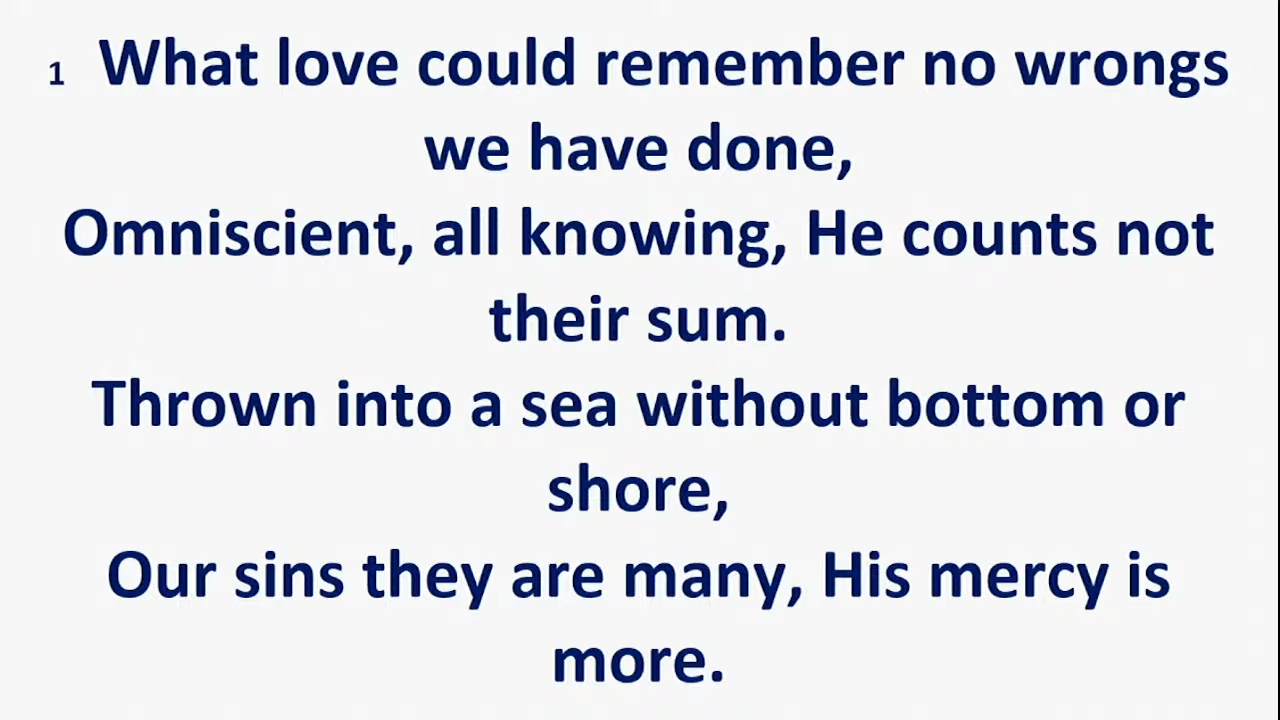 1 What love could remember no wrongs
we have done,
Omniscient, all knowing, He counts not
their sum.
Thrown into a sea without bottom or
shore,
Our sins they are many, His mercy is
more.